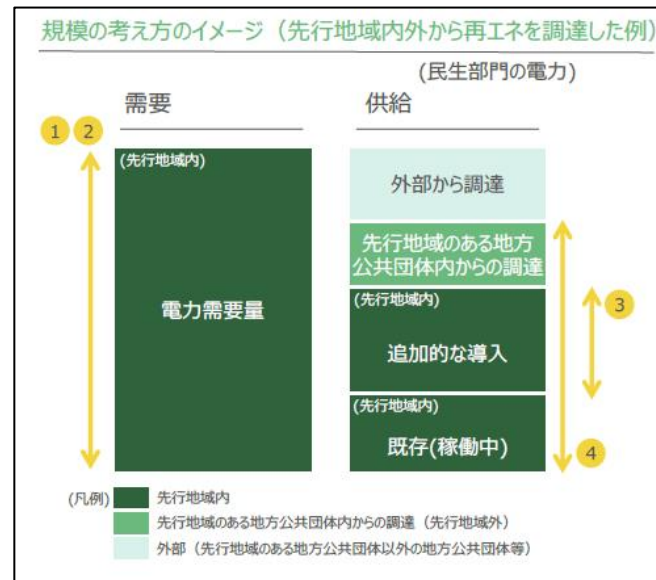 規模の考え方のイメージ（先行地域内外から再エネを調達した例）
(民生部門の電力)
需要
供給
① ②
(先行地域内)
電力需要量
外部から調達
先行地域のある地方
公共団体内からの調達
(先行地域内)
追加的な導入
③
(先行地域内)
既存(稼働中)
④
(凡例)
先行地域内
先行地域のある地方公共団体内からの調達（先行地域外）
外部（先行地域のある地方公共団体以外の地方公共団体等）